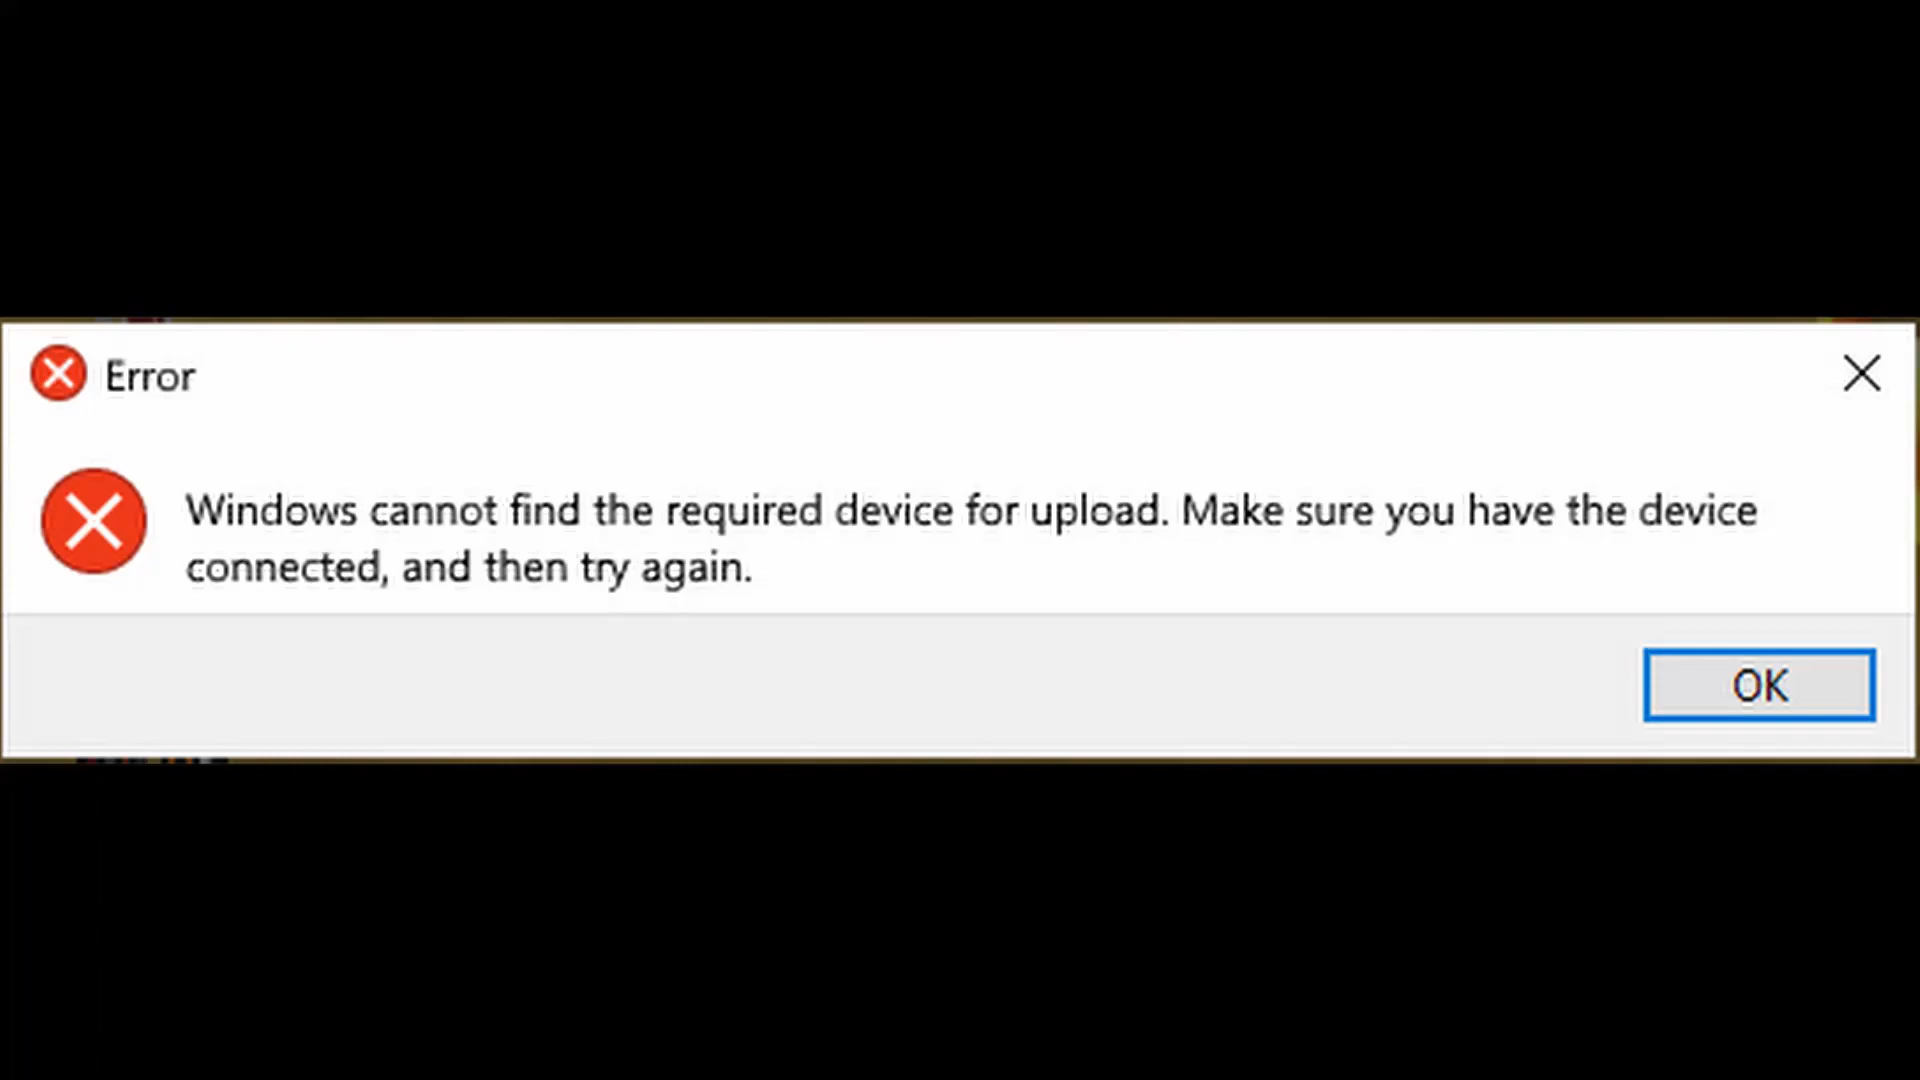 Error
Windows cannot find the required device for upload. Make sure you have the device
connected, and then try again.
OK